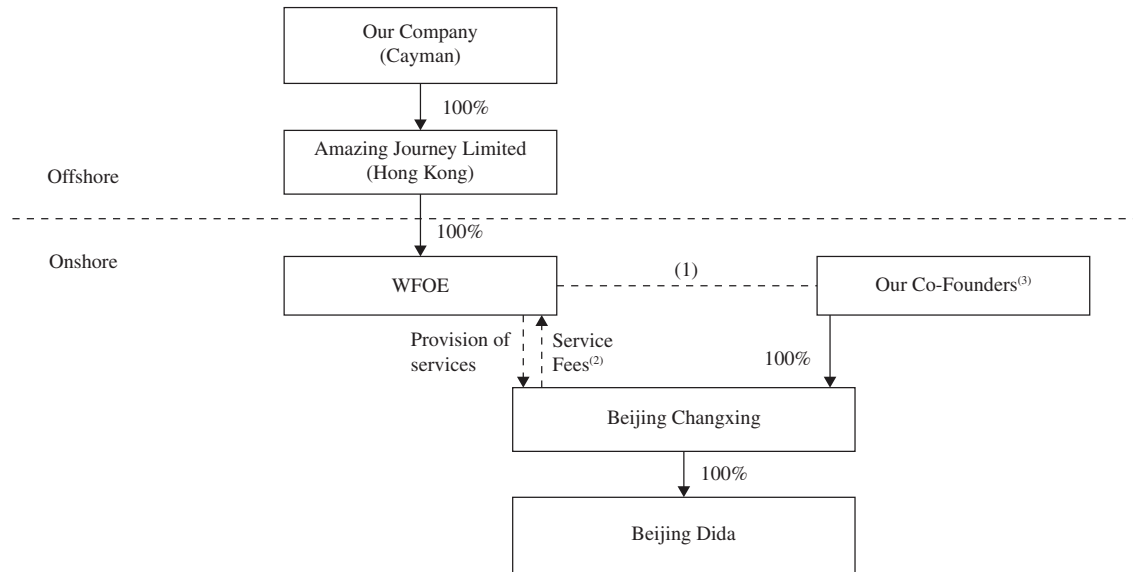 Our Company
(Cayman)
100%
Amazing Journey Limited
(Hong Kong)
Offshore
100%
Onshore
WFOE
(1)
Our Co-Founders(3)
Provision of
services
Service
Fees(2)
100%
Beijing Changxing
100%
Beijing Dida